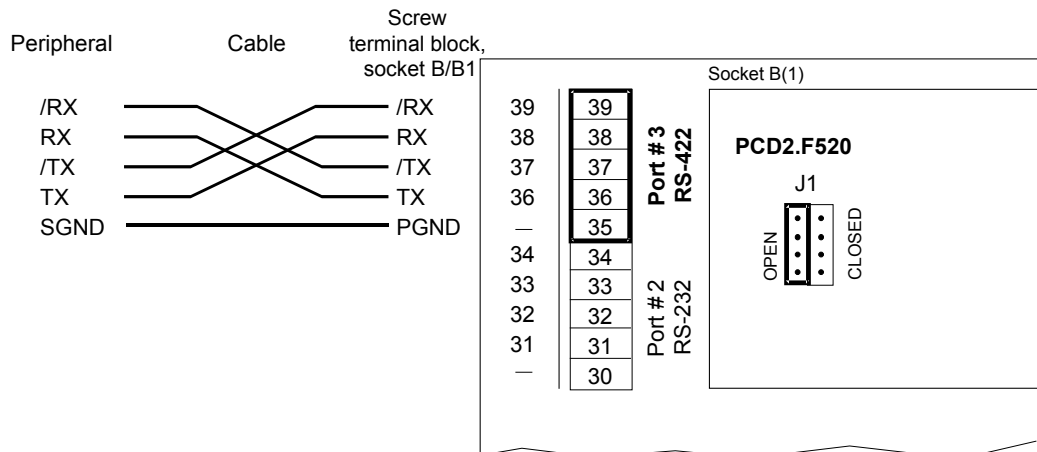 Peripheral Cable Screw
terminal block,
socket B/B1
/RX /RX
RX RX
/TX /TX
TX TX
SGND PGND
39 39
38 38
37 37
36 36
— 35
34 34
33 33
32 32
31 31
— 30
Port # 3
RS-422
Port # 2
RS-232
Socket B(1)
PCD2.F520
J1
OPEN
CLOSED